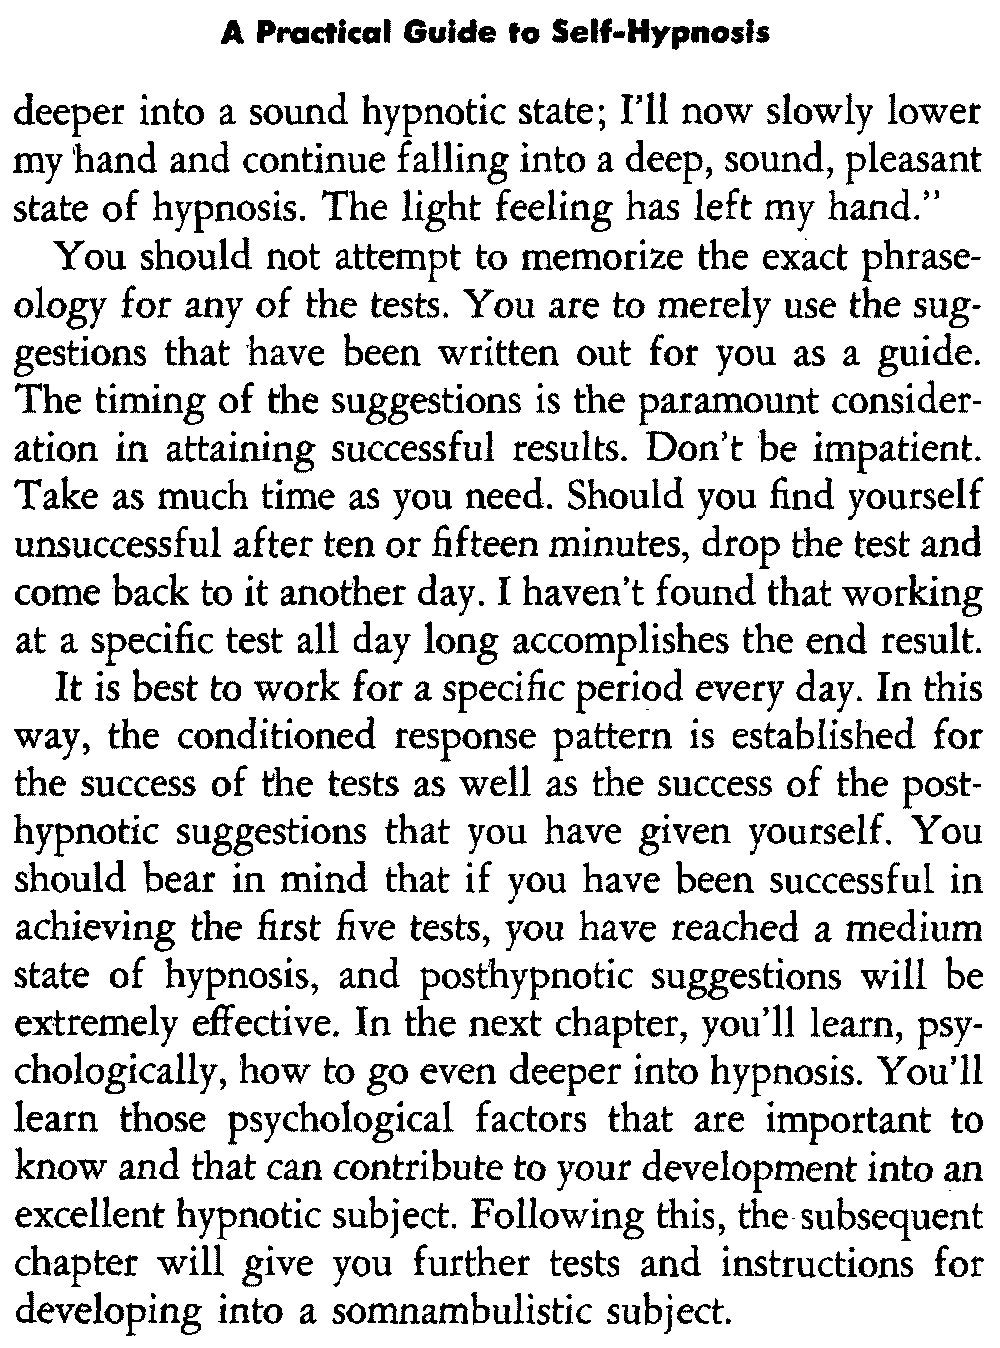 A Practical Guide to Self-Hypnosis
deeper into a sound hypnotic state; I'll now slowly lower
my hand and continue falling into a deep, sound, pleasant
state of hypnosis. The light feeling has left my hand."
You should not attempt to memorize the exact phrase-
ology for any of the tests. You are to merely use the sug-
gestions that have been written out for you as a guide.
The timing of the suggestions is the paramount consider-
ation in attaining successful results. Don't be impatient.
Take as much time as you need. Should you find yourself
unsuccessful after ten or fifteen minutes, drop the test and
come back to it another day. I haven't found that working
at a specific test all day long accomplishes the end result.
It is best to work for a specific period every day. In this
way, the conditioned response pattern is established for
the success of the tests as well as the success of the post-
hypnotic suggestions that you have given yourself. You
should bear in mind that if you have been successful in
achieving the first five tests, you have reached a medium
state of hypnosis, and posthypnotic suggestions will be
extremely effective. In the next chapter, you'll learn, psy-
chologically, how to go even deeper into hypnosis. You'll
learn those psychological factors that are important to
know and that can contribute to your development into an
excellent hypnotic subject. Following this, the subsequent
chapter will give you further tests and instructions for
developing into a somnambulistic subject.